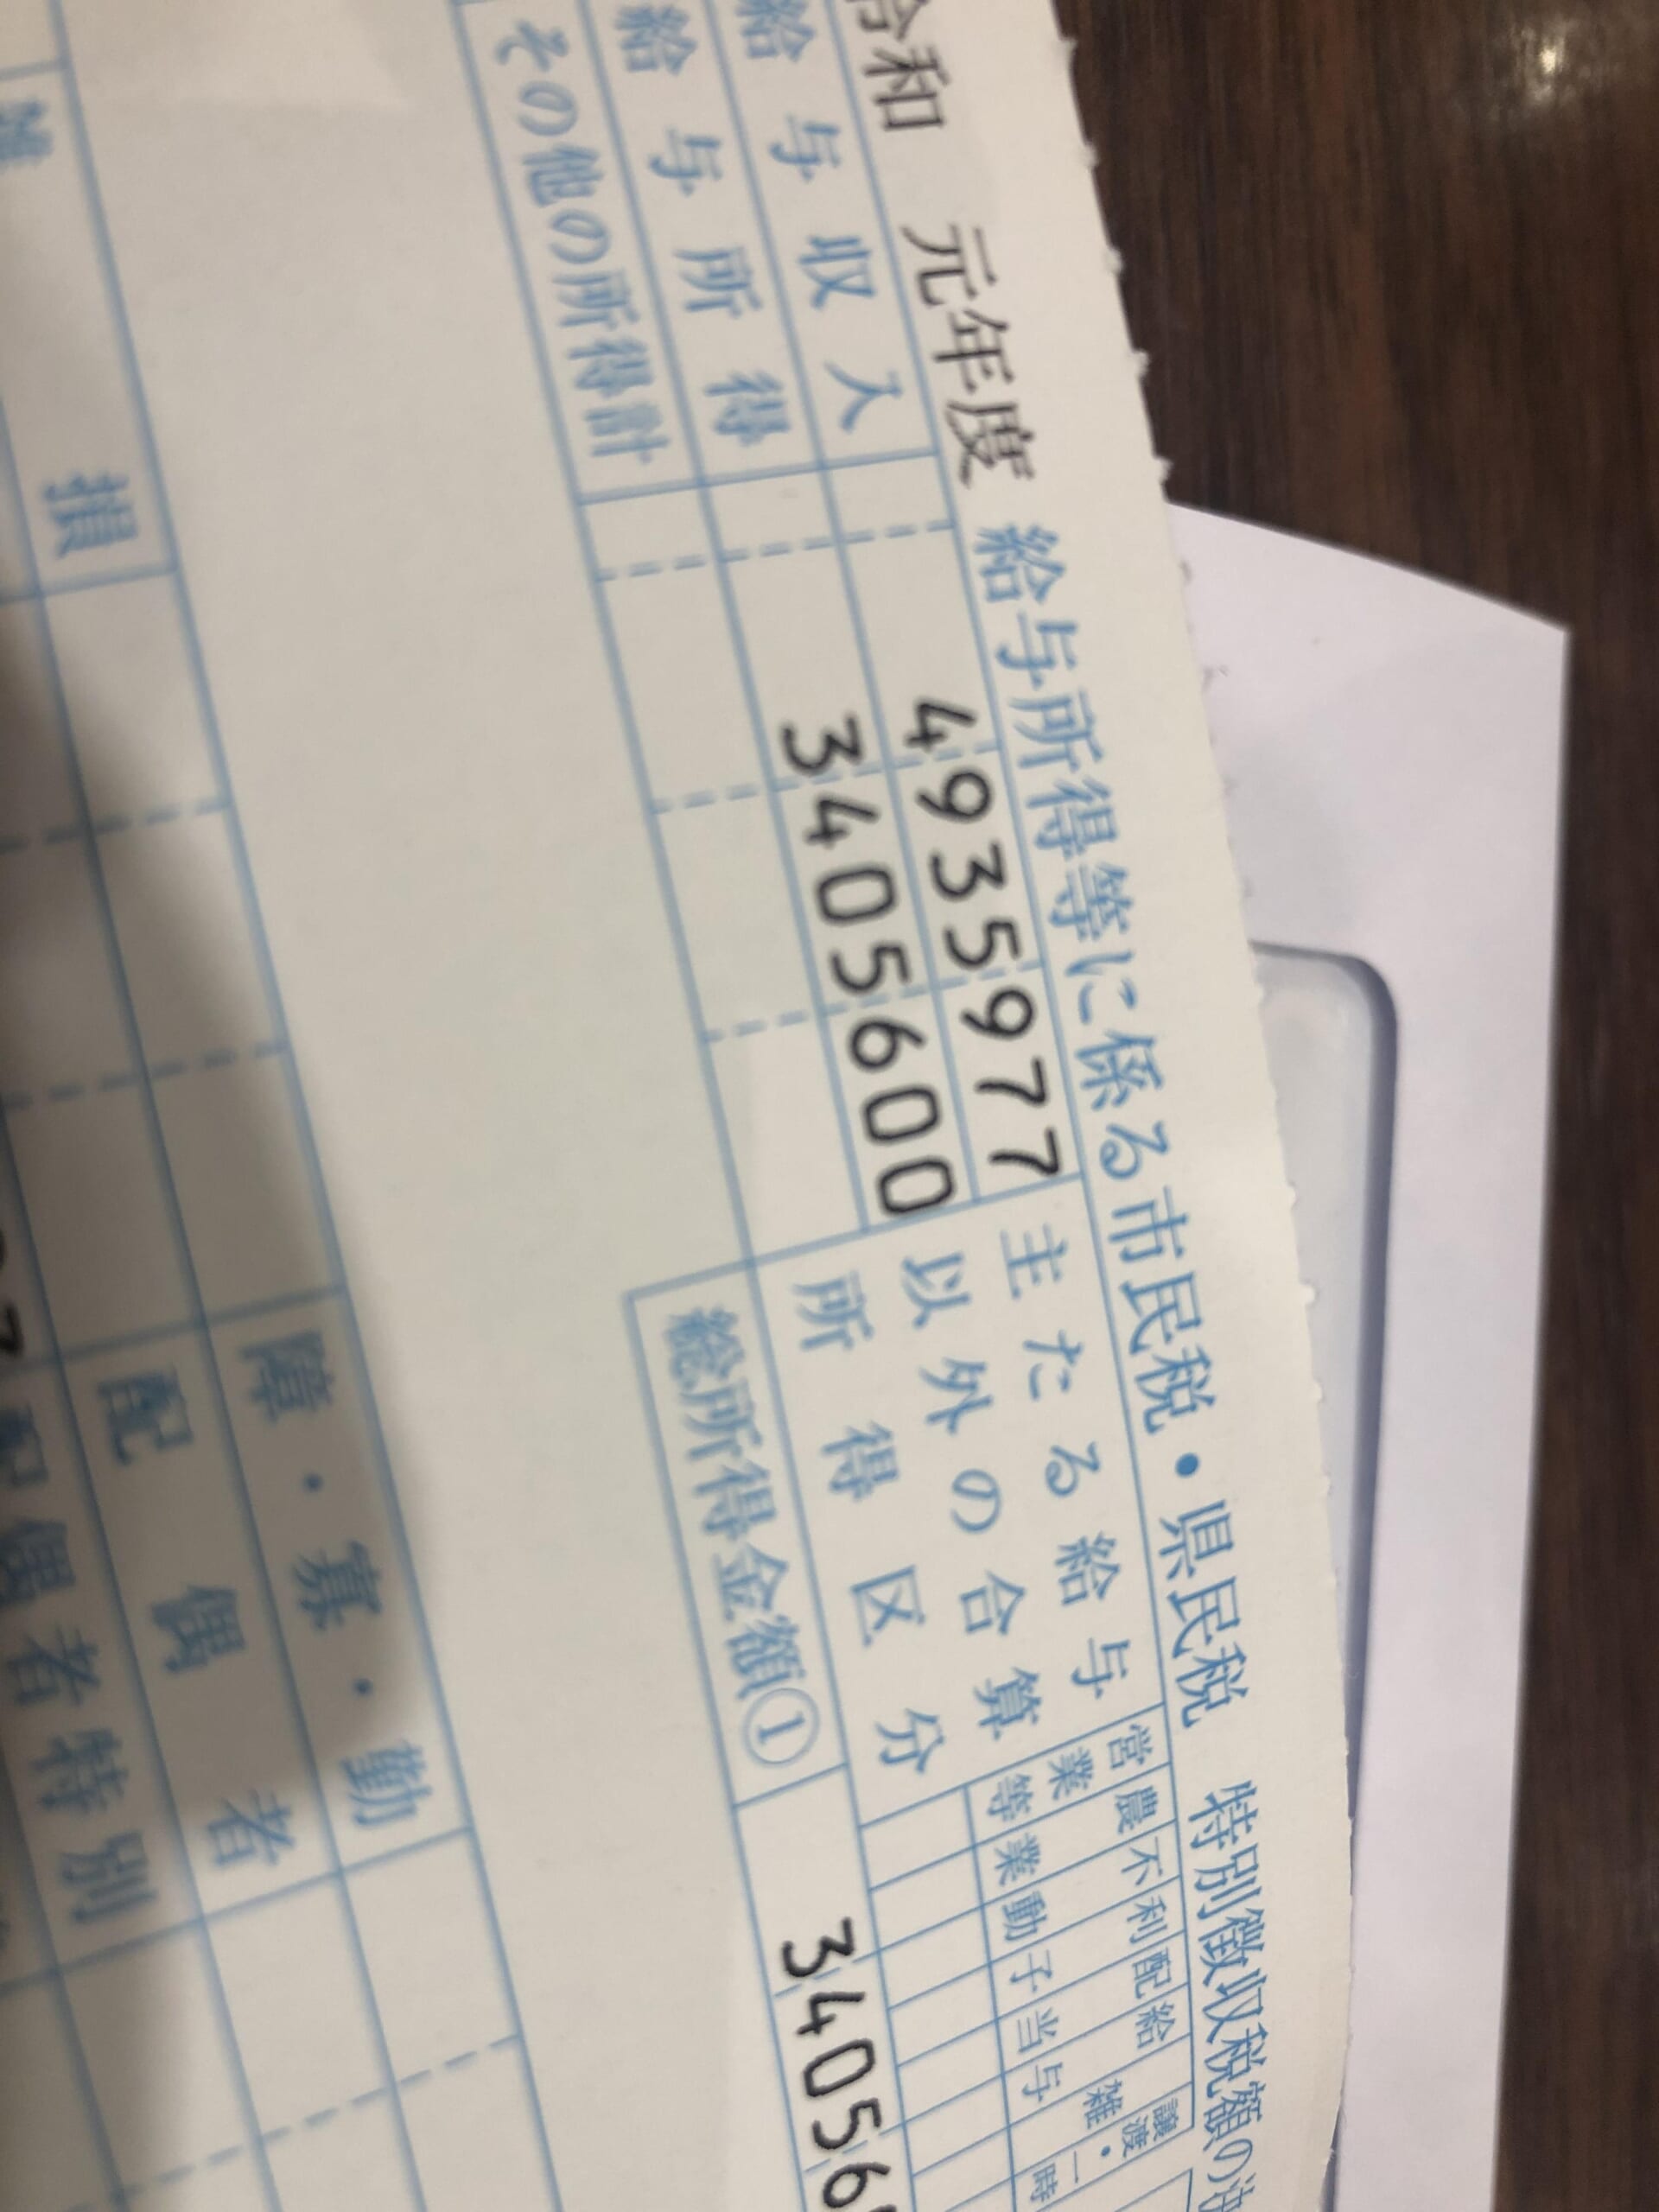 令和 元年度 給与所得等に係る市民税・県民税 特別徴収税額の決
給与収入 4935977
給与所得 3405600
その他の所得計
主たる給与
以外の合算
所得区分
営業等 農業 不動 利子 配当 給与 雑 譲渡・一時
総所得金額① 34056
雑 損
障・寡・勤
配偶者
配偶者特別